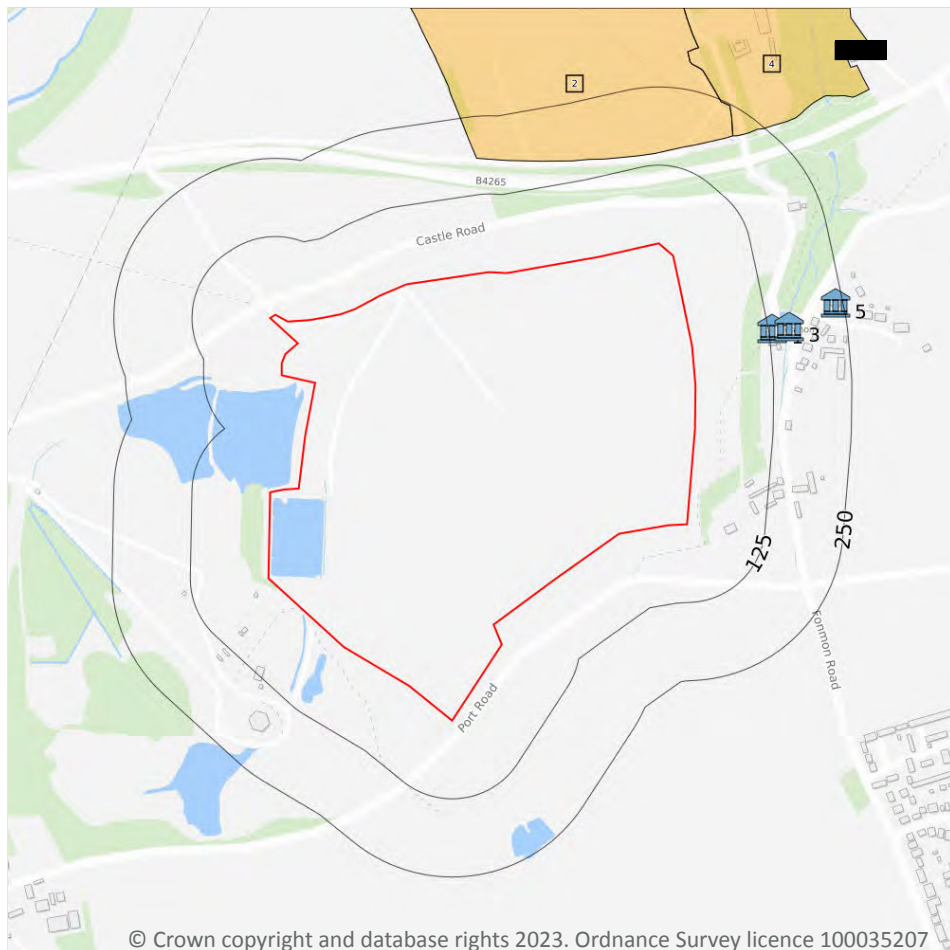 4
2
B4265
Castle Road
5
3
125
250
Fonmon Road
Port Road
© Crown copyright and database rights 2023. Ordnance Survey licence 100035207